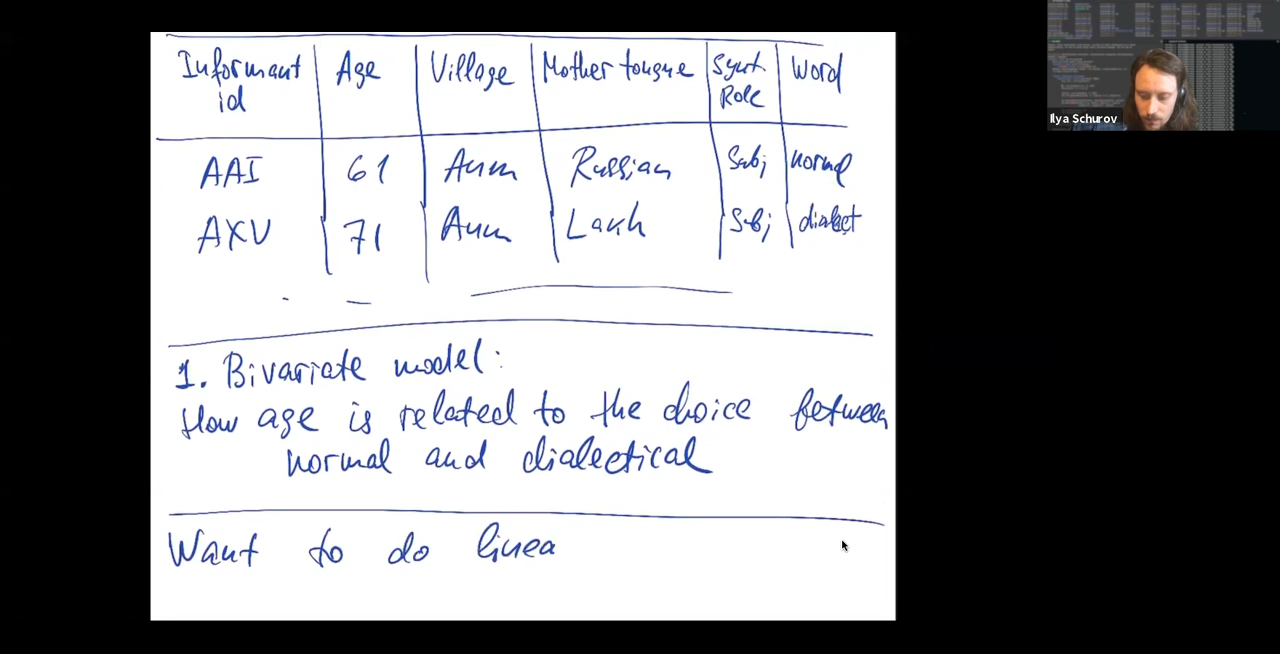 Informant id | Age | Village | Mother tongue | Synt. Role | Word
AAI | 61 | Aum | Russian | Subj | normal
AXU | 71 | Aum | Lak | Subj | dialect
1. Bivariate model:
How age is related to the choice between
normal and dialectical
Want to do linea
Ilya Schurov